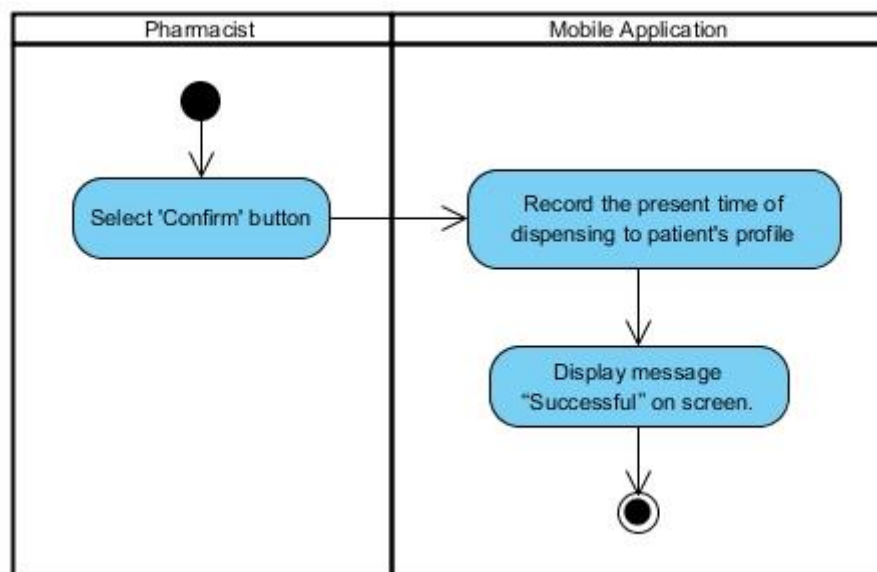 Pharmacist
Mobile Application
Select 'Confirm' button
Record the present time of
dispensing to patient's profile
Display message
“Successful” on screen.